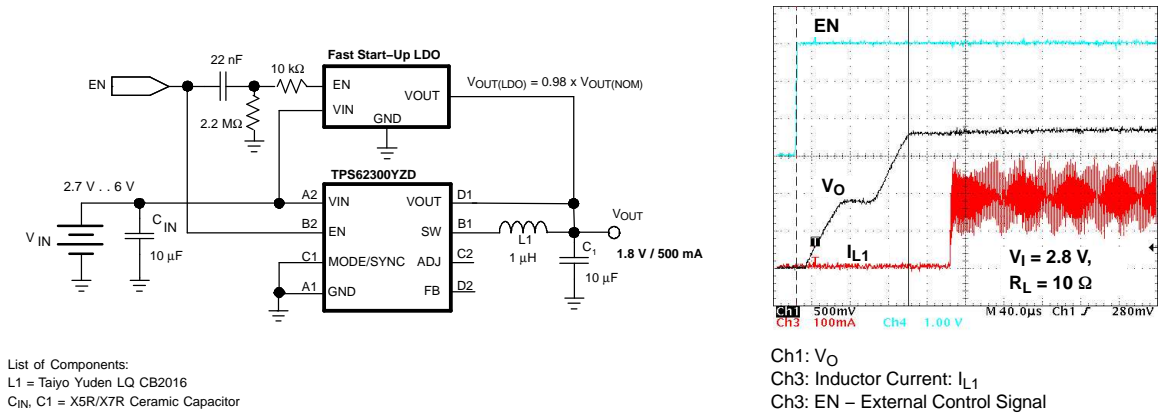 Fast Start–Up LDO
22 nF
10 kΩ
EN
EN
VOUT
VOUT(LDO) = 0.98 x VOUT(NOM)
VIN
2.2 MΩ
GND
TPS62300YZD
2.7 V . . 6 V
A2
VIN
VOUT
D1
B2
EN
SW
B1
VOUT
C IN
V IN
L1
C1
1.8 V / 500 mA
C1
MODE/SYNC
ADJ
C2
1 μH
10 μF
10 μF
A1
GND
FB
D2
List of Components:
L1 = Taiyo Yuden LQ CB2016
CIN, C1 = X5R/X7R Ceramic Capacitor
EN
VO
IL1
VI = 2.8 V,
RL = 10 Ω
1
Ch1 500mV M 40.0μs Ch1 280mV
Ch3 100mA Ch4 1.00 V
Ch1: VO
Ch3: Inductor Current: IL1
Ch3: EN – External Control Signal